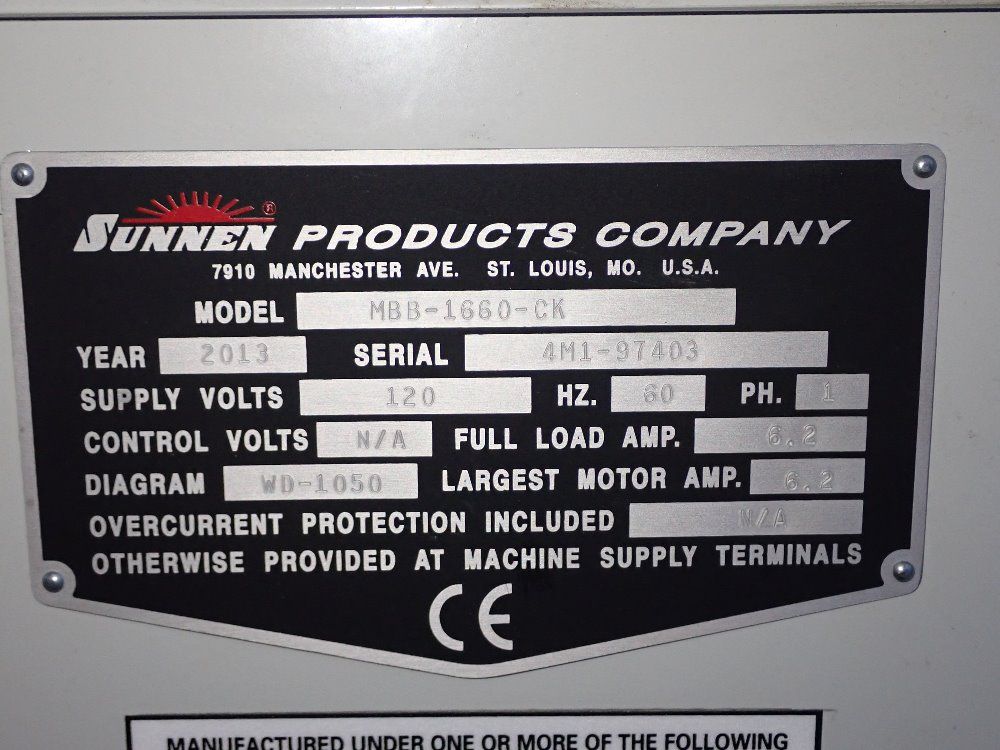 SUNNEN® PRODUCTS COMPANY
7910 MANCHESTER AVE. ST. LOUIS, MO. U.S.A.
MODEL MBB-1660-CK
YEAR 2013 SERIAL 4M1-97403
SUPPLY VOLTS 120 HZ. 60 PH. 1
CONTROL VOLTS N/A FULL LOAD AMP. 6.2
DIAGRAM WD-1050 LARGEST MOTOR AMP. 6.2
OVERCURRENT PROTECTION INCLUDED N/A
OTHERWISE PROVIDED AT MACHINE SUPPLY TERMINALS
CE
MANUFACTURED UNDER ONE OR MORE OF THE FOLLOWING